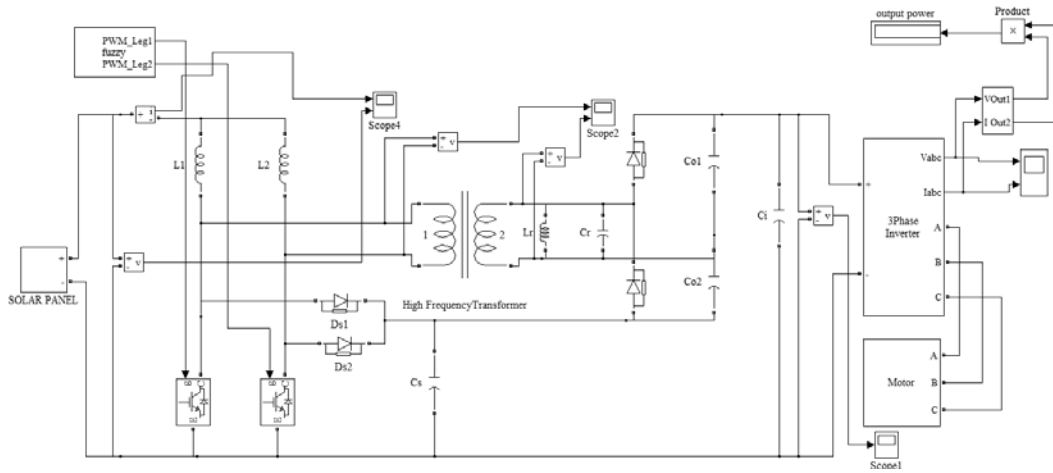 output power
Product
×
PWM_Leg1
fuzzy
PWM_Leg2
VOut1
I Out2
+
i
-
Scope4
Scope2
+
-
v
+
-
v
L1
L2
Co1
Vabc
Iabc
+
3Phase
Inverter
A
B
C
-
1
2
Lr
Cr
Ci
+
-
v
+
-
SOLAR PANEL
+
-
v
Co2
High FrequencyTransformer
Ds1
Ds2
Cs
Motor
A
B
C
Scope1